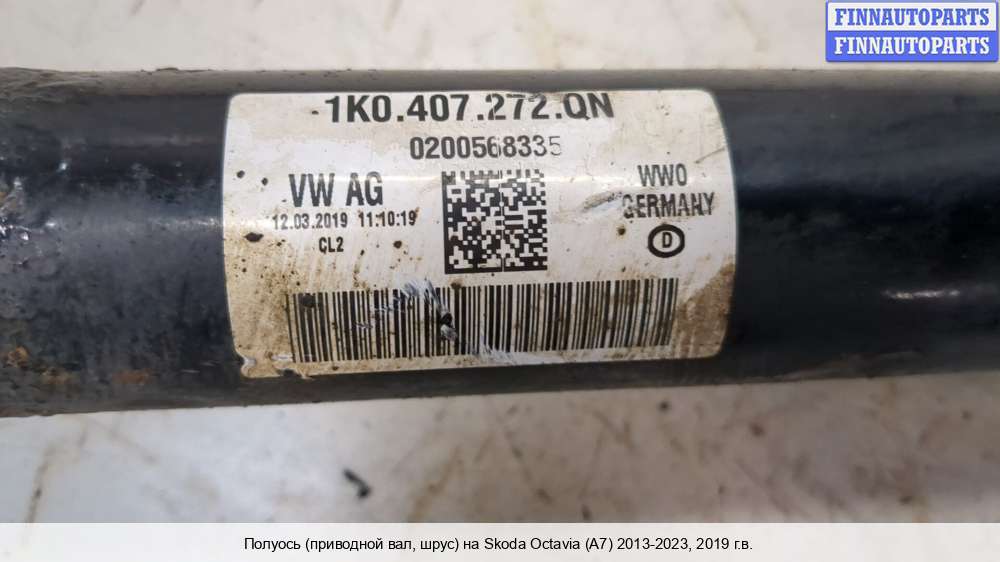 FINNAUTOPARTS
FINNAUTOPARTS
1K0.407.272.QN
0200568335
VW AG
12.03.2019 11:10:19
CL2
WWO
GERMANY
D
Полуось (приводной вал, шрус) на Skoda Octavia (A7) 2013-2023, 2019 г.в.